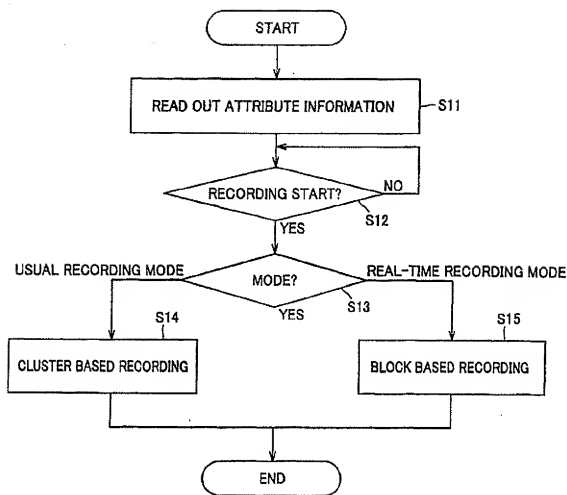 START
READ OUT ATTRIBUTE INFORMATION
S11
RECORDING START?
NO
S12
YES
USUAL RECORDING MODE
MODE?
REAL-TIME RECORDING MODE
S13
YES
S14
S15
CLUSTER BASED RECORDING
BLOCK BASED RECORDING
END